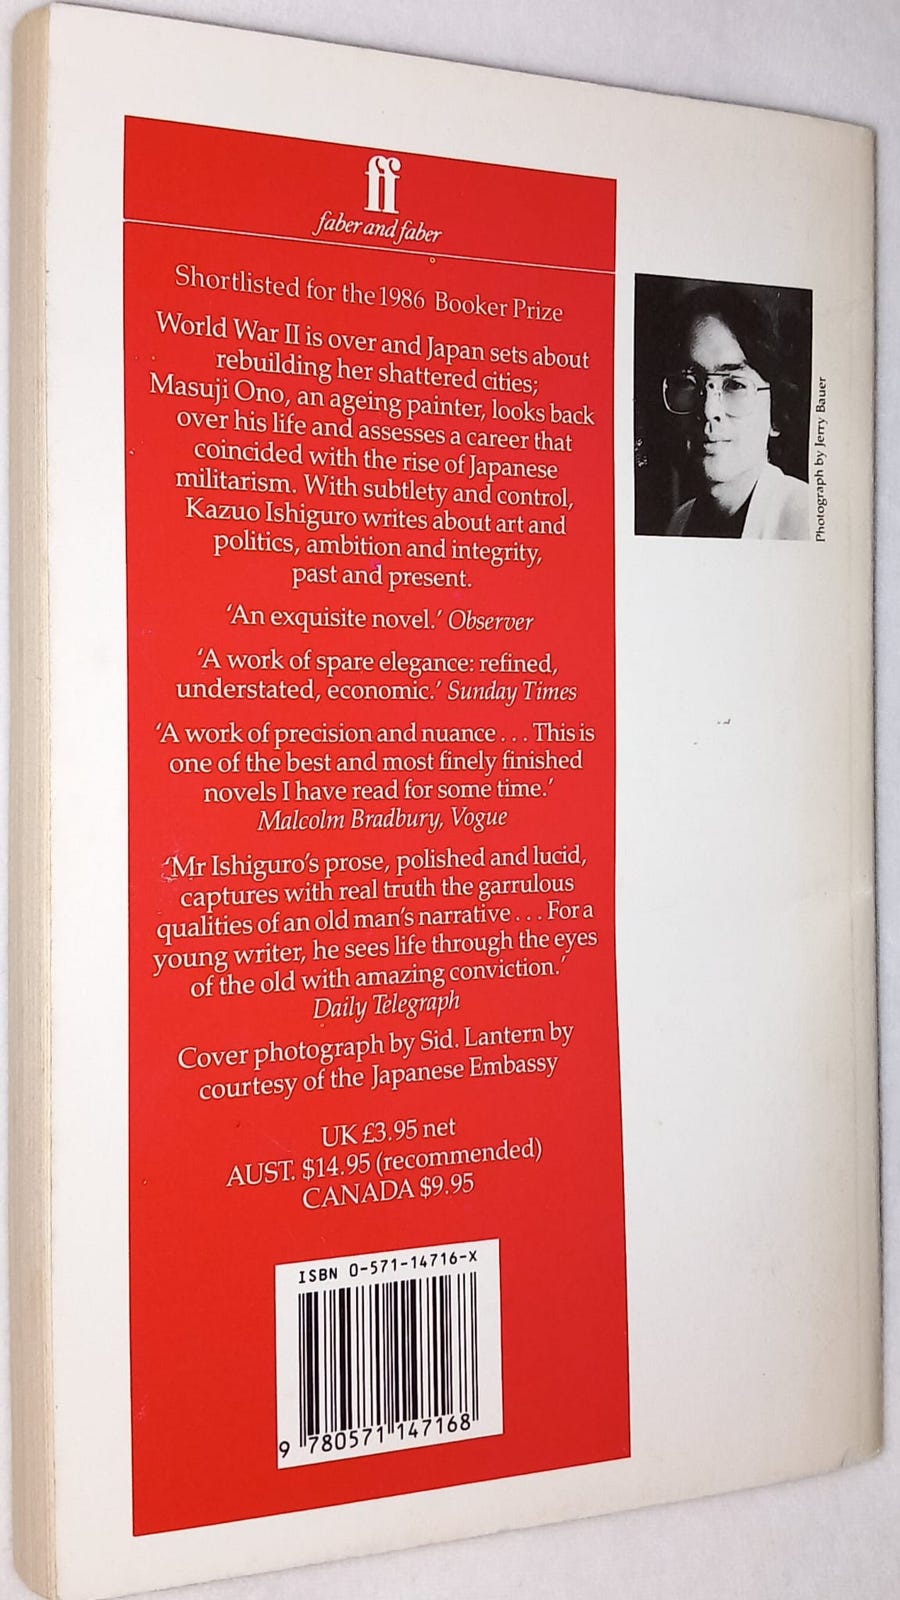 ff
faber and faber
Shortlisted for the 1986 Booker Prize
World War II is over and Japan sets about
rebuilding her shattered cities;
Masuji Ono, an ageing painter, looks back
over his life and assesses a career that
coincided with the rise of Japanese
militarism. With subtlety and control,
Kazuo Ishiguro writes about art and
politics, ambition and integrity,
past and present.
‘An exquisite novel.’ Observer
‘A work of spare elegance: refined,
understated, economic.’ Sunday Times
‘A work of precision and nuance . . . This is
one of the best and most finely finished
novels I have read for some time.’
Malcolm Bradbury, Vogue
‘Mr Ishiguro’s prose, polished and lucid,
captures with real truth the garrulous
qualities of an old man’s narrative . . . For a
young writer, he sees life through the eyes
of the old with amazing conviction.’
Daily Telegraph
Cover photograph by Sid. Lantern by
courtesy of the Japanese Embassy
UK £3.95 net
AUST. $14.95 (recommended)
CANADA $9.95
ISBN 0-571-14716-X
9 780571 147168
Photograph by Jerry Bauer